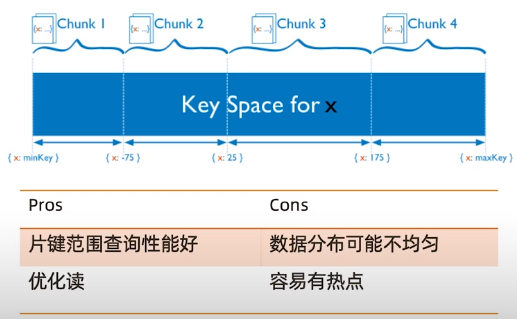 Chunk 1 Chunk 2 Chunk 3 Chunk 4
{x: ...} {x: ...} {x: ...} {x: ...}
Key Space for x
{ x: minKey } { x: -75 } { x: 25 } { x: 175 } { x: maxKey }
Pros Cons
片键范围查询性能好 数据分布可能不均匀
优化读 容易有热点